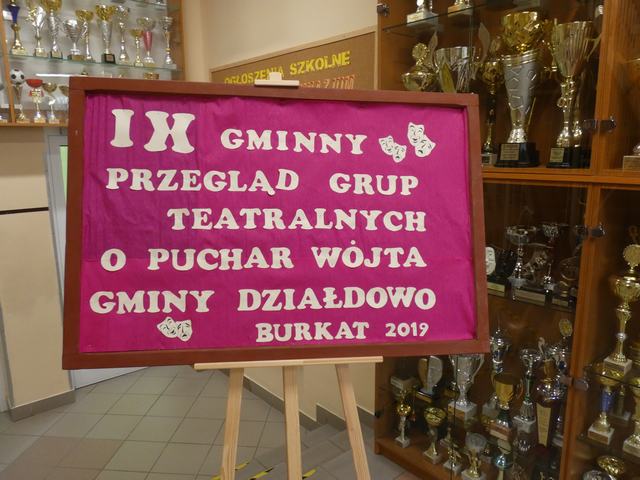 OGŁOSZENIA SZKOLNE
IX GMINNY
PRZEGLĄD GRUP
TEATRALNYCH
O PUCHAR WÓJTA
GMINY DZIAŁDOWO
BURKAT 2019